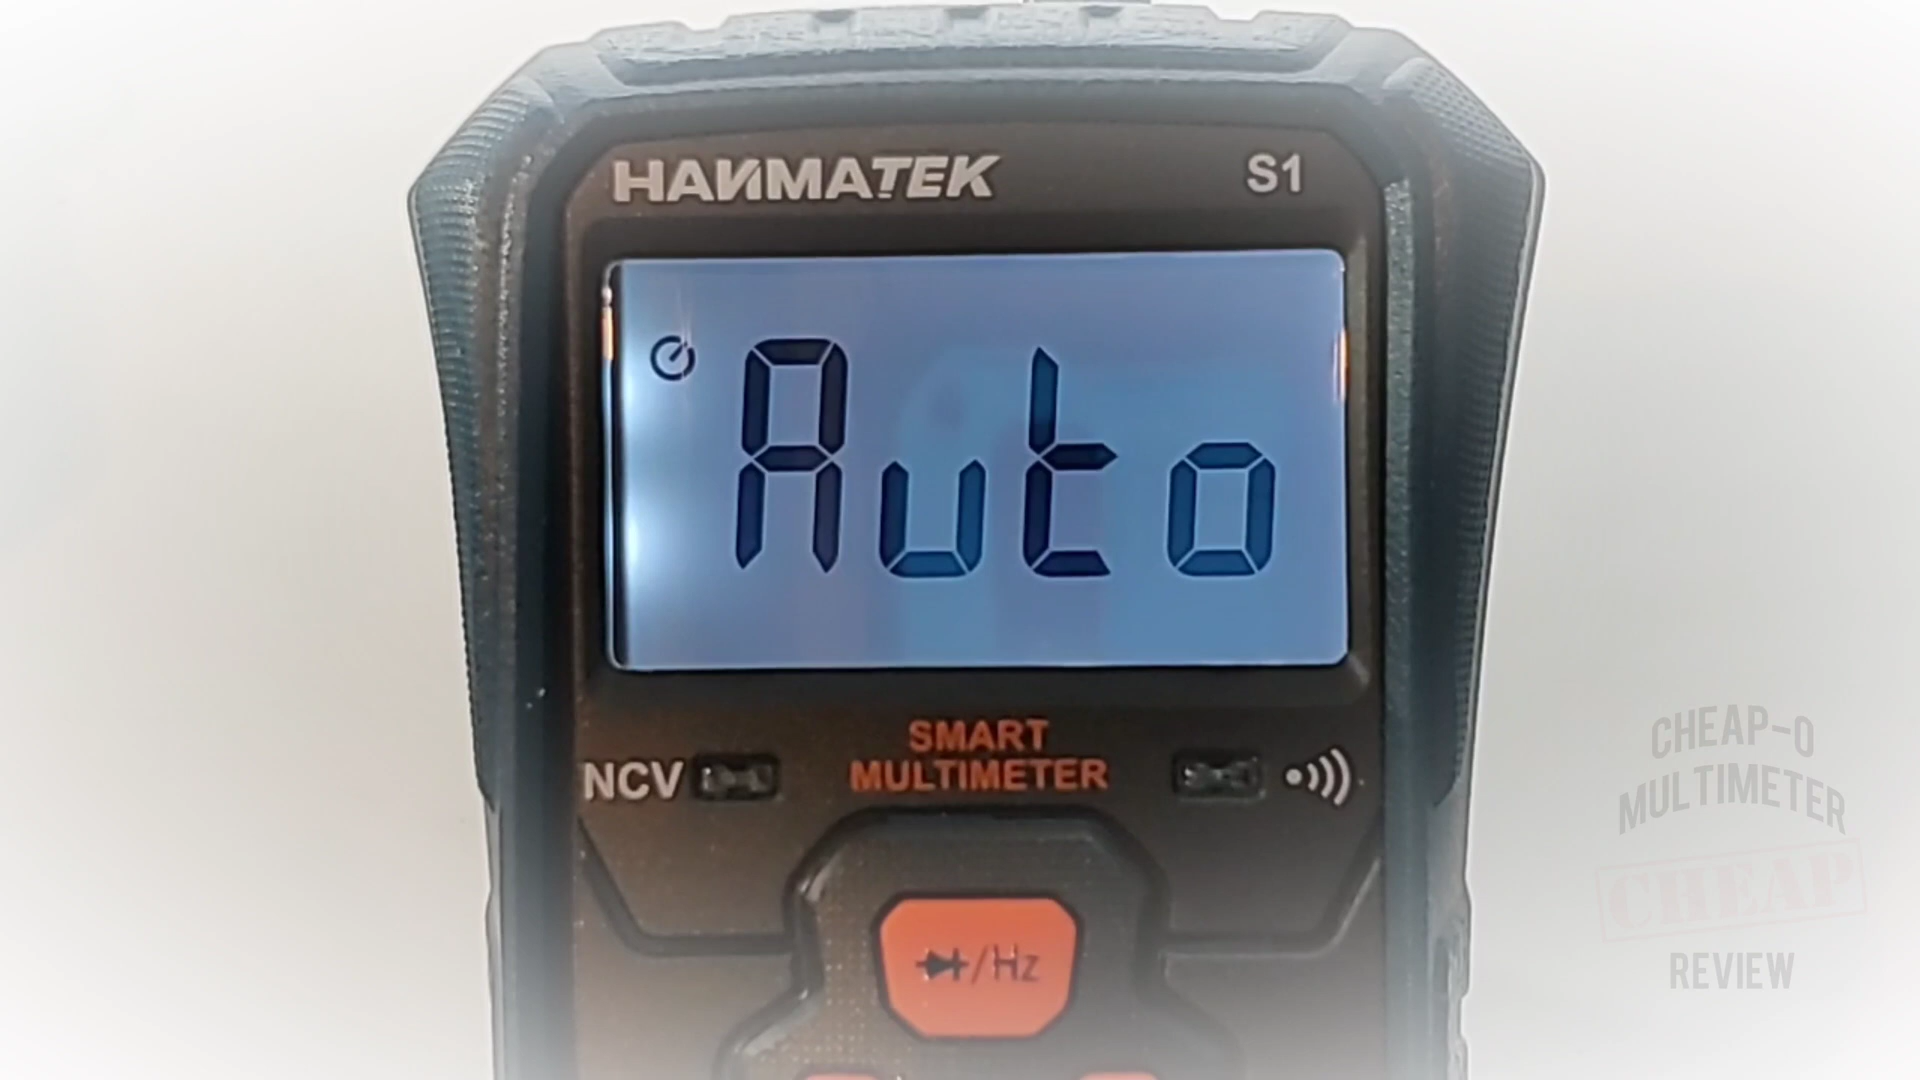 HANMATEK S1
Auto
SMART
MULTIMETER
NCV
/Hz
CHEAP-O
MULTIMETER
CHEAP
REVIEW